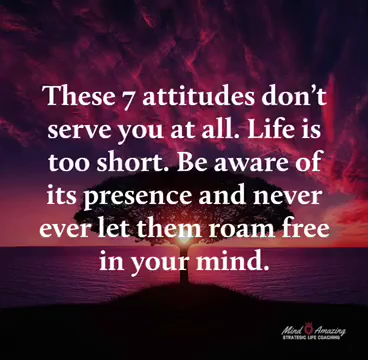 These 7 attitudes don't
serve you at all. Life is
too short. Be aware of
its presence and never
ever let them roam free
in your mind.
Mind Amazing
STRATEGIC LIFE COACHING